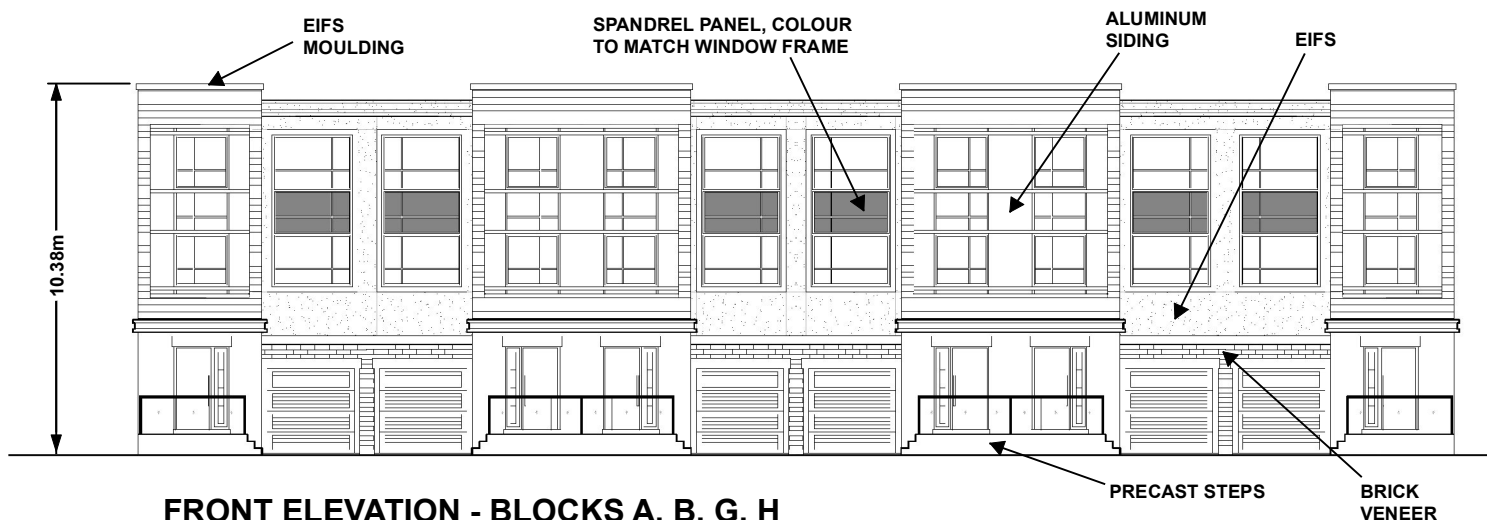 EIFS
MOULDING
SPANDREL PANEL, COLOUR
TO MATCH WINDOW FRAME
ALUMINUM
SIDING
EIFS
10.38m
PRECAST STEPS
BRICK
VENEER
FRONT ELEVATION - BLOCKS A, B, G, H